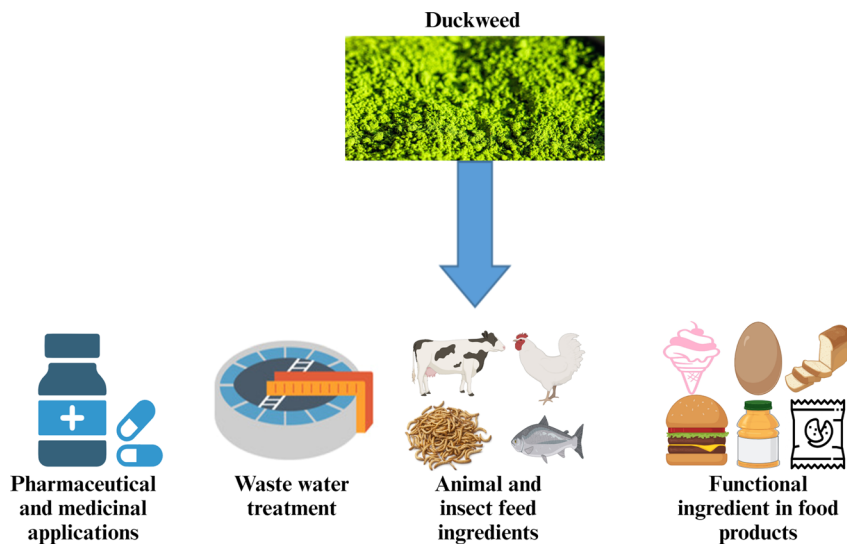 Duckweed
Pharmaceutical
and medicinal
applications
Waste water
treatment
Animal and
insect feed
ingredients
Functional
ingredient in food
products